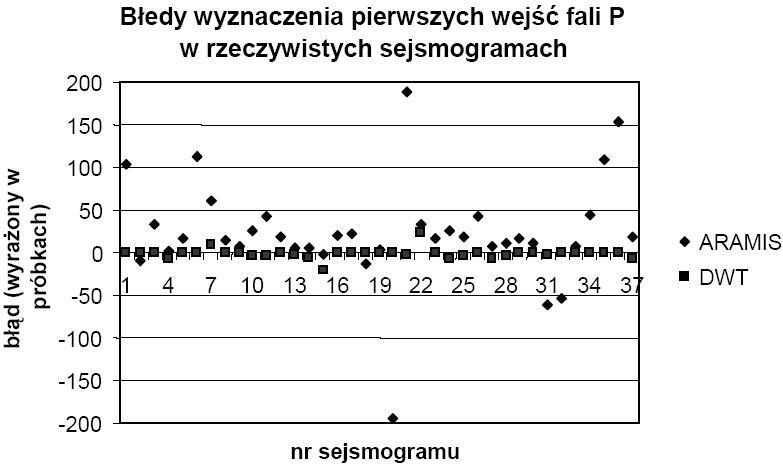 Błedy wyznaczenia pierwszych wejść fali P
w rzeczywistych sejsmogramach
200
150
100
50
0
-50
-100
-150
-200
błąd (wyrażony w
próbkach)
1 4 7 10 13 16 19 22 25 28 31 34 37
nr sejsmogramu
ARAMIS
DWT